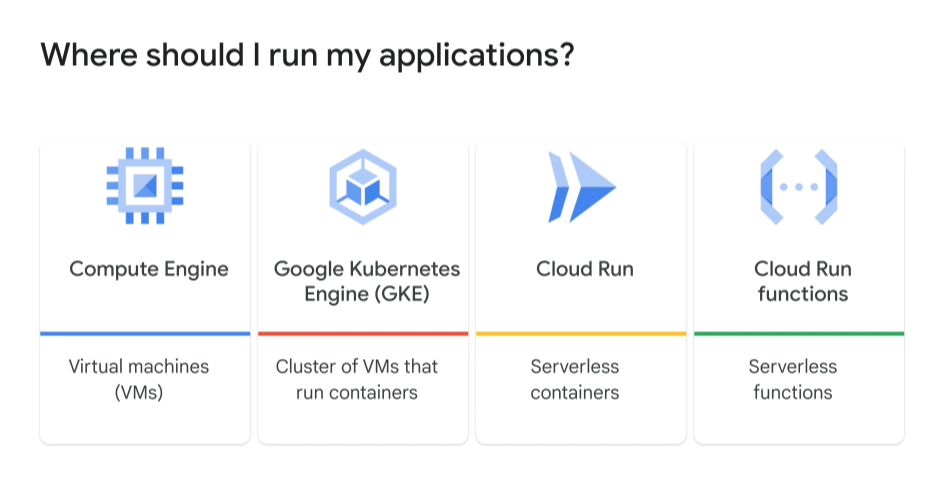 Where should I run my applications?
Compute Engine
Google Kubernetes
Engine (GKE)
Cloud Run
Cloud Run
functions
Virtual machines
(VMs)
Cluster of VMs that
run containers
Serverless
containers
Serverless
functions